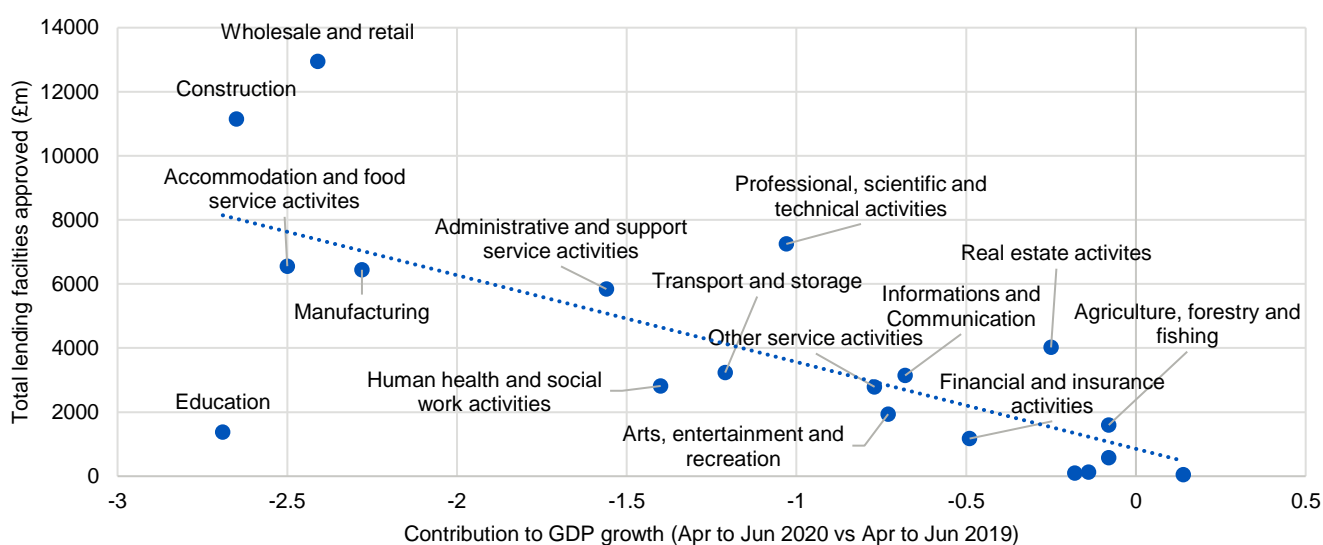 14000
12000
10000
8000
6000
4000
2000
0
Total lending facilties approved (£m)
Wholesale and retail
Construction
Accommodation and food
service activites
Manufacturing
Education
Administrative and support
service activities
Human health and social
work activities
Professional, scientific and
technical activities
Transport and storage
Other service activities
Arts, entertainment and
recreation
Informations and
Communication
Real estate activites
Financial and insurance
activities
Agriculture, forestry and
fishing
-3
-2.5
-2
-1.5
-1
-0.5
0
0.5
Contribution to GDP growth (Apr to Jun 2020 vs Apr to Jun 2019)